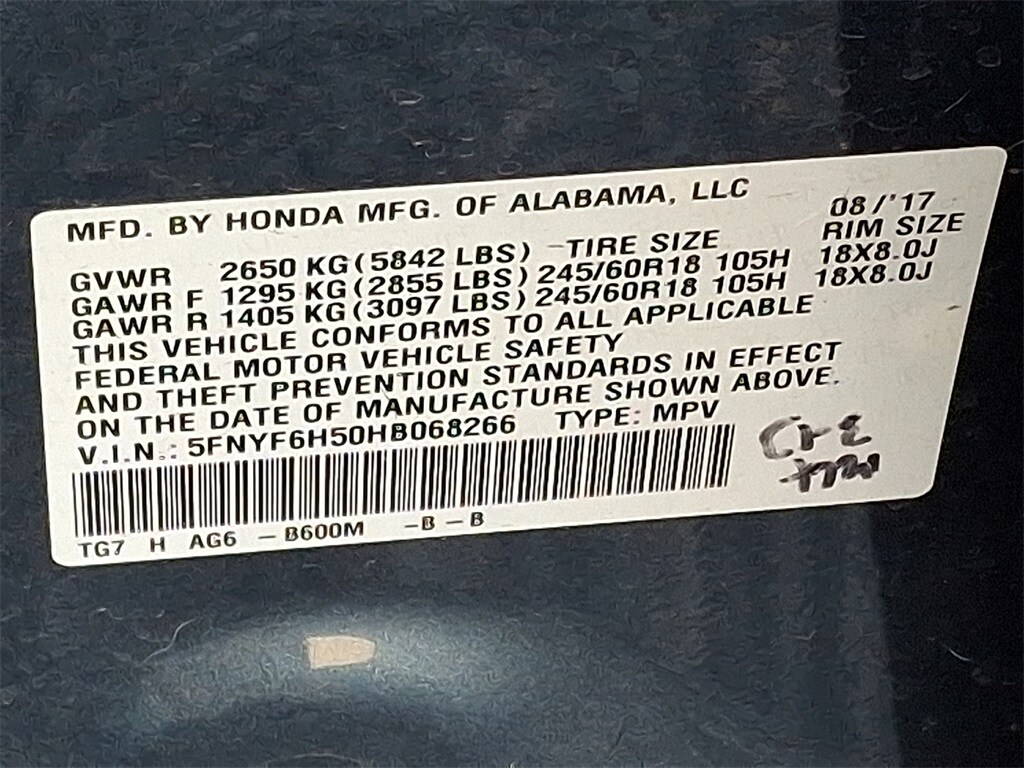 MFD. BY HONDA MFG. OF ALABAMA, LLC 08/'17
GVWR 2650 KG(5842 LBS) -TIRE SIZE RIM SIZE
GAWR F 1295 KG(2855 LBS) 245/60R18 105H 18X8.0J
GAWR R 1405 KG(3097 LBS) 245/60R18 105H 18X8.0J
THIS VEHICLE CONFORMS TO ALL APPLICABLE
FEDERAL MOTOR VEHICLE SAFETY
AND THEFT PREVENTION STANDARDS IN EFFECT
ON THE DATE OF MANUFACTURE SHOWN ABOVE.
V.I.N.: 5FNYF6H50HB068266 TYPE: MPV
TG7 H AG6 -B600M -B-B